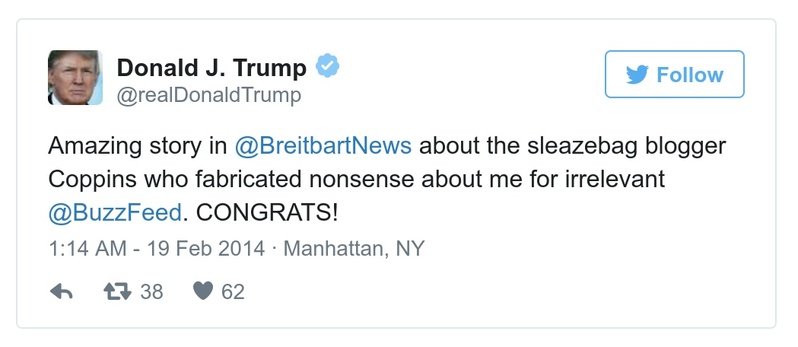 Donald J. Trump
@realDonaldTrump
Follow
Amazing story in @BreitbartNews about the sleazebag blogger
Coppins who fabricated nonsense about me for irrelevant
@BuzzFeed. CONGRATS!
1:14 AM - 19 Feb 2014 · Manhattan, NY
38 62